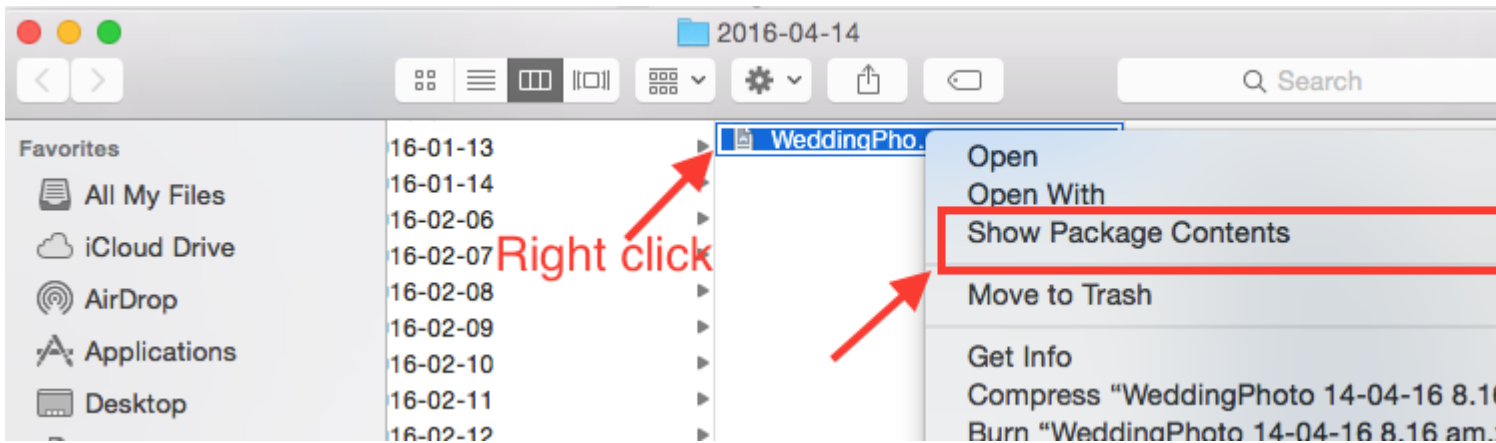 2016-04-14
Search
Favorites
All My Files
iCloud Drive
AirDrop
Applications
Desktop
16-01-13
16-01-14
16-02-06
16-02-07
16-02-08
16-02-09
16-02-10
16-02-11
16-02-12
Right click
WeddingPho.
Open
Open With
Show Package Contents
Move to Trash
Get Info
Compress “WeddingPhoto 14-04-16 8.16
Burn “WeddingPhoto 14-04-16 8.16 am.